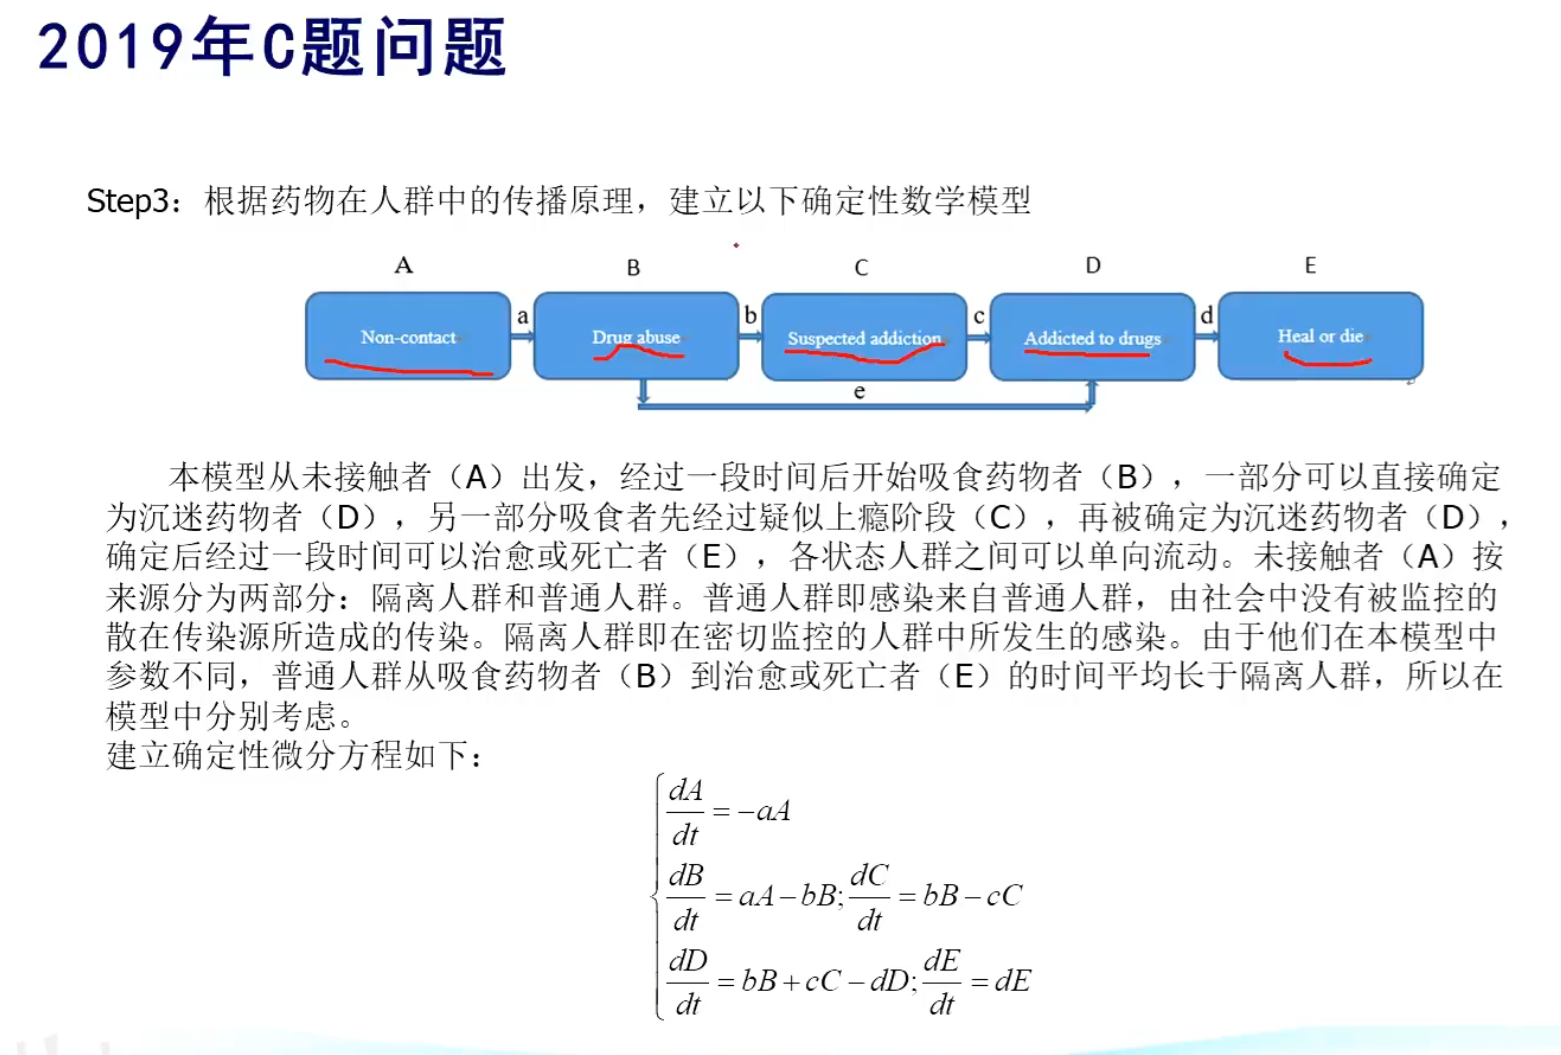 2019年C题问题
Step3：根据药物在人群中的传播原理，建立以下确定性数学模型
A B C D E
Non-contact a Drug abuse b Suspected addiction c Addicted to drugs d Heal or die
e
本模型从未接触者（A）出发，经过一段时间后开始吸食药物者（B），一部分可以直接确定
为沉迷药物者（D），另一部分吸食者先经过疑似上瘾阶段（C），再被确定为沉迷药物者（D），
确定后经过一段时间可以治愈或死亡者（E），各状态人群之间可以单向流动。未接触者（A）按
来源分为两部分：隔离人群和普通人群。普通人群即感染来自普通人群，由社会中没有被监控的
散在传染源所造成的传染。隔离人群即在密切监控的人群中所发生的感染。由于他们在本模型中
参数不同，普通人群从吸食药物者（B）到治愈或死亡者（E）的时间平均长于隔离人群，所以在
模型中分别考虑。
建立确定性微分方程如下：
dA/dt = -aA
dB/dt = aA - bB; dC/dt = bB - cC
dD/dt = bB + cC - dD; dE/dt = dE